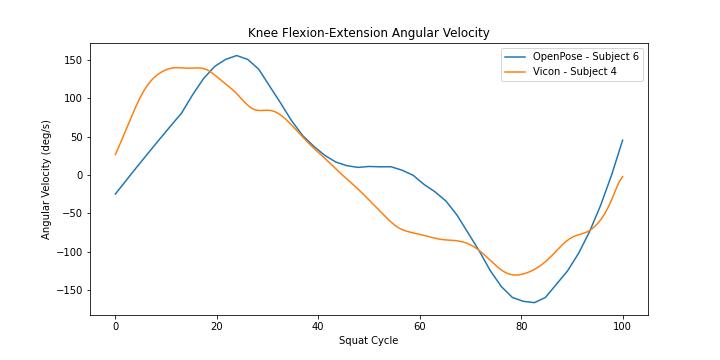 Knee Flexion-Extension Angular Velocity
OpenPose - Subject 6
Vicon - Subject 4
Angular Velocity (deg/s)
150
100
50
0
−50
−100
−150
0 20 40 60 80 100
Squat Cycle